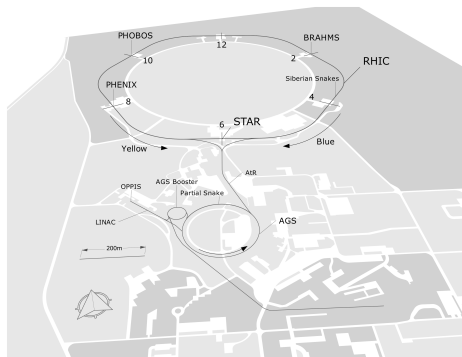 PHOBOS
12
BRAHMS
10
2
RHIC
Siberian Snakes
PHENIX
8
4
6
STAR
Yellow
Blue
AtR
AGS Booster
OPPIS
Partial Snake
LINAC
AGS
200m